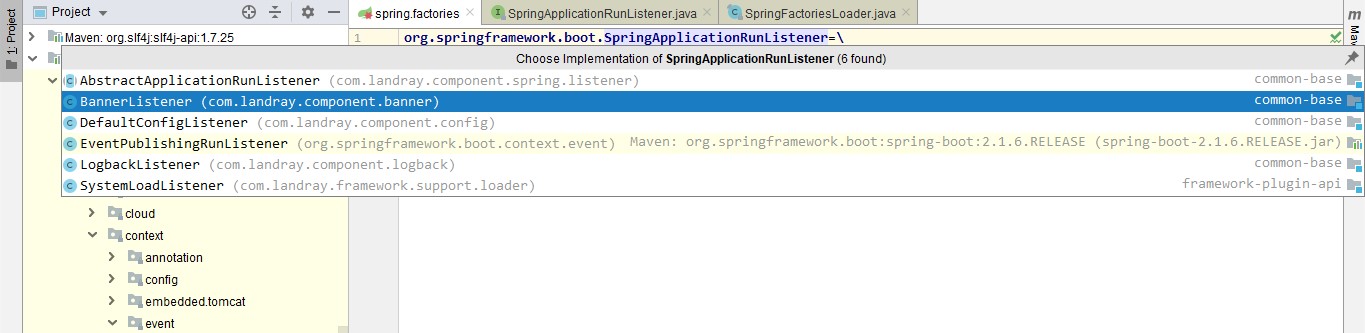 1: Project
Project
spring.factories
SpringApplicationRunListener.java
SpringFactoriesLoader.java
m
Maven: org.slf4j:slf4j-api:1.7.25
1 org.springframework.boot.SpringApplicationRunListener=\
Choose Implementation of SpringApplicationRunListener (6 found)
AbstractApplicationRunListener (com.landray.component.spring.listener) common-base
BannerListener (com.landray.component.banner) common-base
DefaultConfigListener (com.landray.component.config) common-base
EventPublishingRunListener (org.springframework.boot.context.event) Maven: org.springframework.boot:spring-boot:2.1.6.RELEASE (spring-boot-2.1.6.RELEASE.jar)
LogbackListener (com.landray.component.logback) common-base
SystemLoadListener (com.landray.framework.support.loader) framework-plugin-api
cloud
context
annotation
config
embedded.tomcat
event